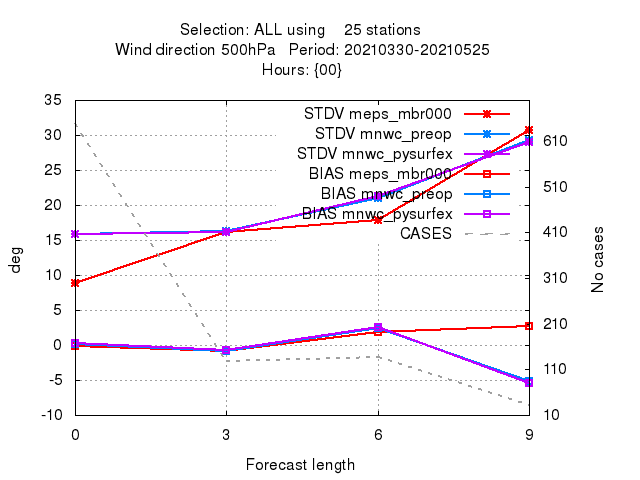 Selection: ALL using 25 stations
Wind direction 500hPa Period: 20210330-20210525
Hours: {00}
STDV meps_mbr000
STDV mnwc_preop
STDV mnwc_pysurfex
BIAS meps_mbr000
BIAS mnwc_preop
BIAS mnwc_pysurfex
CASES
35
30
25
20
15
10
5
0
-5
-10
deg
610
510
410
310
210
110
10
No cases
0 3 6 9
Forecast length